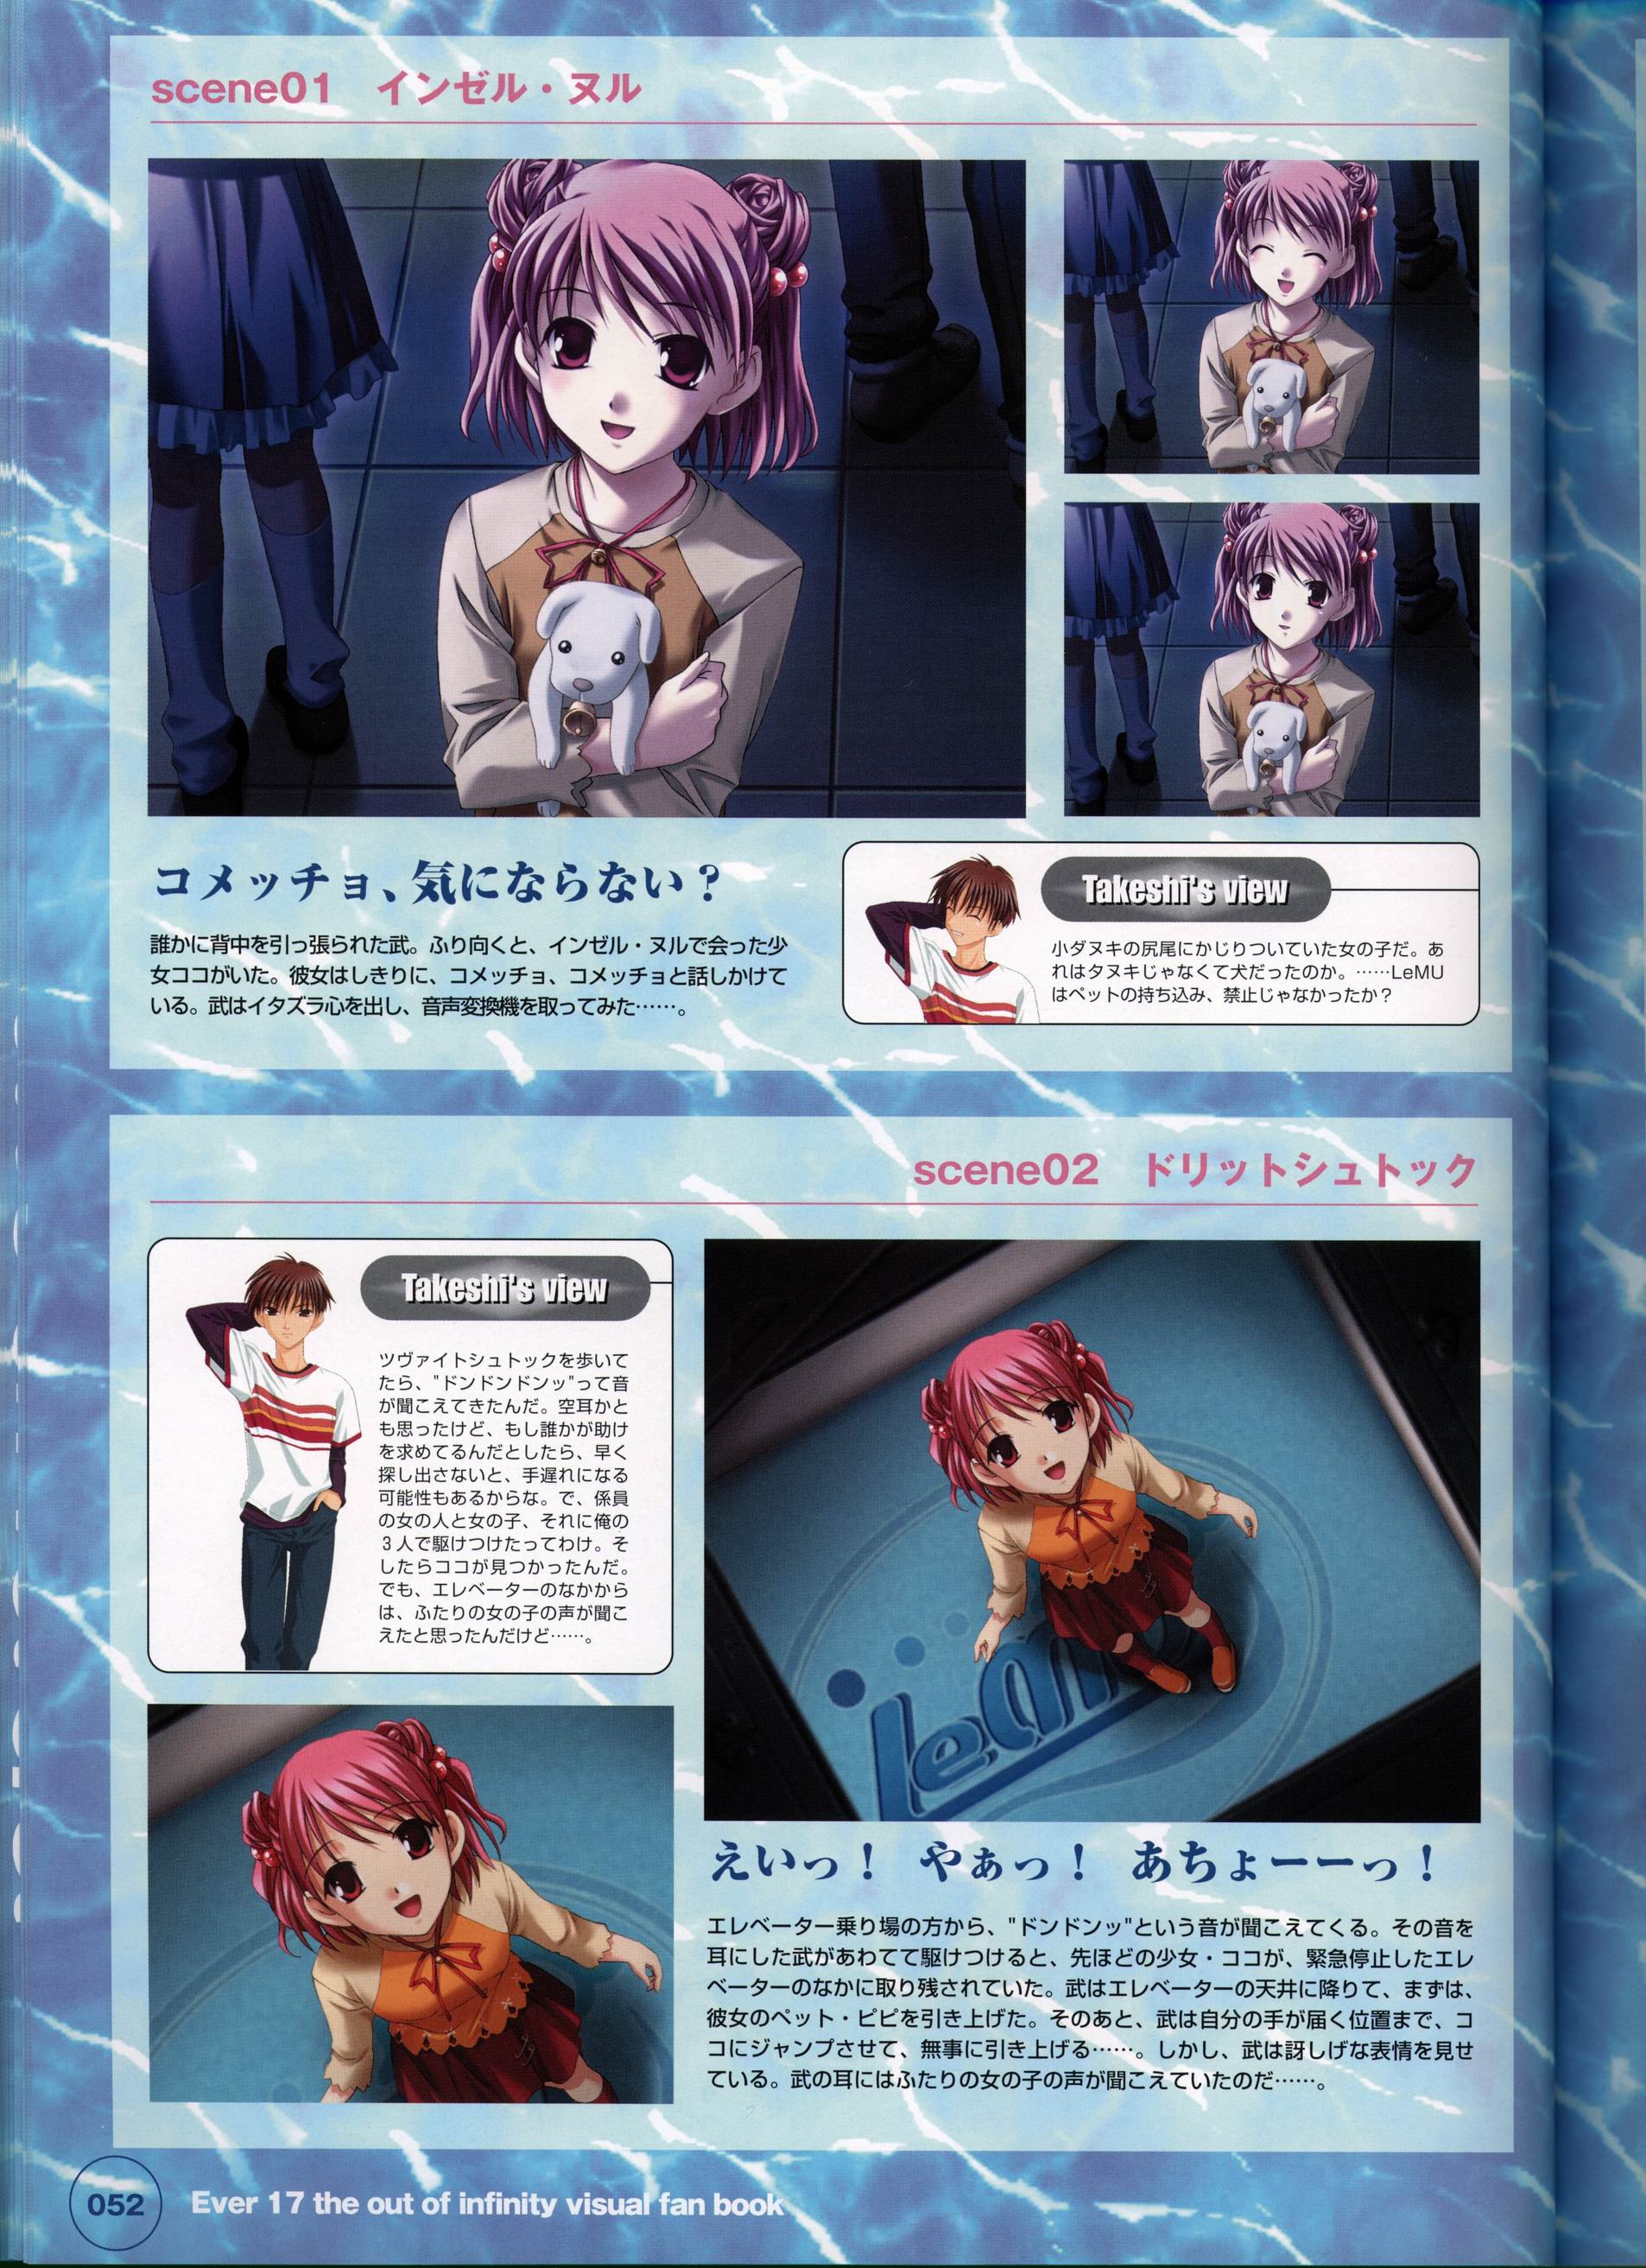 scene01 インゼル・ヌル
コメッチョ、気にならない？
誰かに背中を引っ張られた武。ふり向くと、インゼル・ヌルで会った少
女ココがいた。彼女はしきりに、コメッチョ、コメッチョと話しかけて
いる。武はイタズラ心を出し、音声変換機を取ってみた……。
Takeshi's view
小ダヌキの尻尾にかじりついていた女の子だ。あ
れはタヌキじゃなくて犬だったのか。……LeMU
はペットの持ち込み、禁止じゃなかったか？
scene02 ドリットシュトック
Takeshi's view
ツヴァイトシュトックを歩いて
たら、"ドンドンドンッ"って音
が聞こえてきたんだ。空耳かと
も思ったけど、もし誰かが助け
を求めてるんだとしたら、早く
探し出さないと、手遅れになる
可能性もあるからな。で、係員
の女の人と女の子、それに俺の
3人で駆けつけたってわけ。そ
したらココが見つかったんだ。
でも、エレベーターのなかから
は、ふたりの女の子の声が聞こ
えたと思ったんだけど……。
LeMU
えいっ！ やぁっ！ あちょーーっ！
エレベーター乗り場の方から、"ドンドンッ"という音が聞こえてくる。その音を
耳にした武があわてて駆けつけると、先ほどの少女・ココが、緊急停止したエレ
ベーターのなかに取り残されていた。武はエレベーターの天井に降りて、まずは、
彼女のペット・ピピを引き上げた。そのあと、武は自分の手が届く位置まで、コ
コにジャンプさせて、無事に引き上げる……。しかし、武は訝しげな表情を見せ
ている。武の耳にはふたりの女の子の声が聞こえていたのだ……。
052
Ever 17 the out of infinity visual fan book